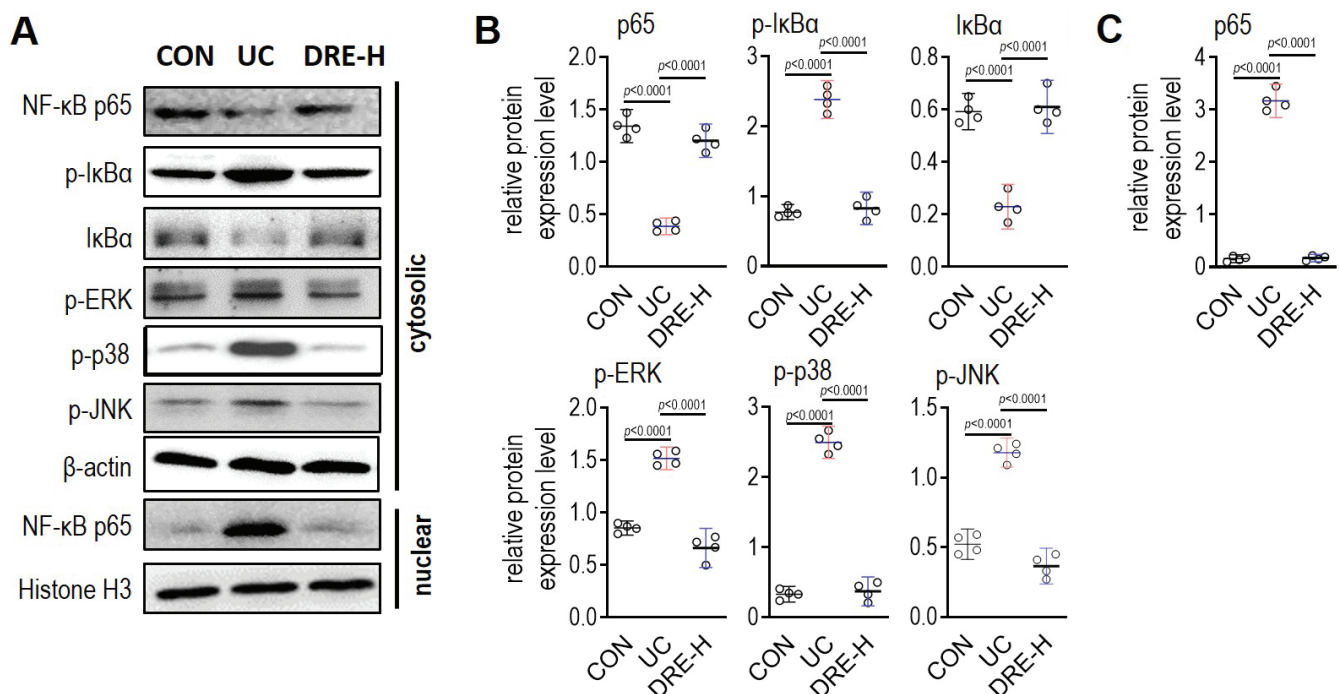 A
CON UC DRE-H
NF-κB p65
p-IκBα
IκBα
p-ERK
p-p38
p-JNK
β-actin
NF-κB p65
Histone H3
cytosolic
nuclear
B
p65
relative protein
expression level
2.0
1.5
1.0
0.5
0.0
p<0.0001
p<0.0001
CON
UC
DRE-H
p-IκBα
3
2
1
0
p<0.0001
p<0.0001
CON
UC
DRE-H
IκBα
0.8
0.6
0.4
0.2
0.0
p<0.0001
p<0.0001
CON
UC
DRE-H
p-ERK
relative protein
expression level
2.0
1.5
1.0
0.5
0.0
p<0.0001
p<0.0001
CON
UC
DRE-H
p-p38
3
2
1
0
p<0.0001
p<0.0001
CON
UC
DRE-H
p-JNK
1.5
1.0
0.5
0.0
p<0.0001
p<0.0001
CON
UC
DRE-H
C
p65
relative protein
expression level
4
3
2
1
0
p<0.0001
p<0.0001
CON
UC
DRE-H